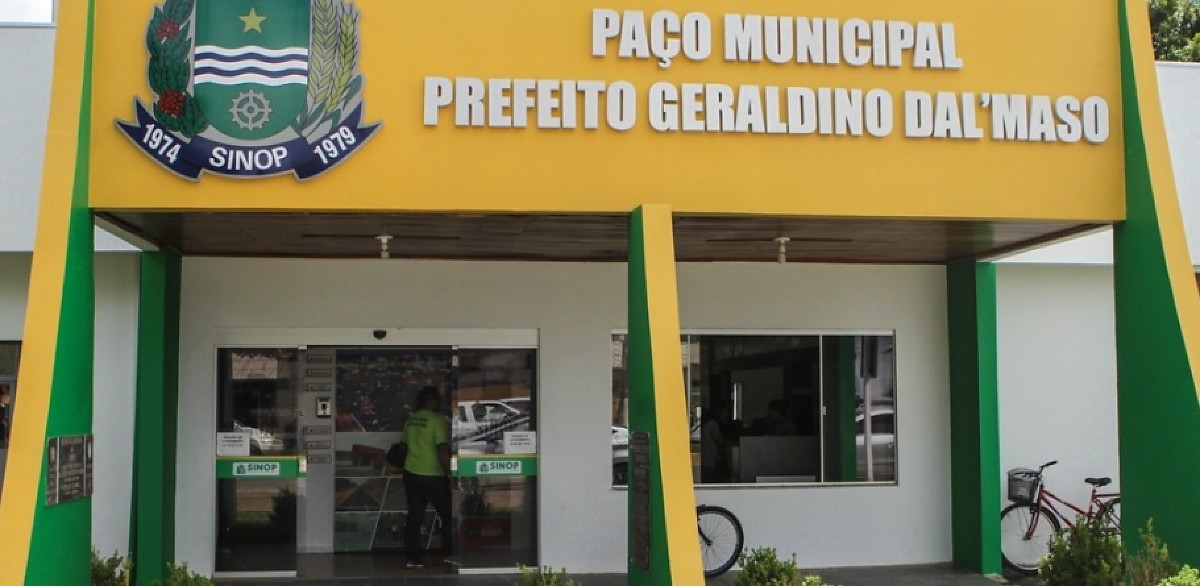 PAÇO MUNICIPAL
PREFEITO GERALDINO DAL'MASO
1974 SINOP 1979
SINOP
SINOP